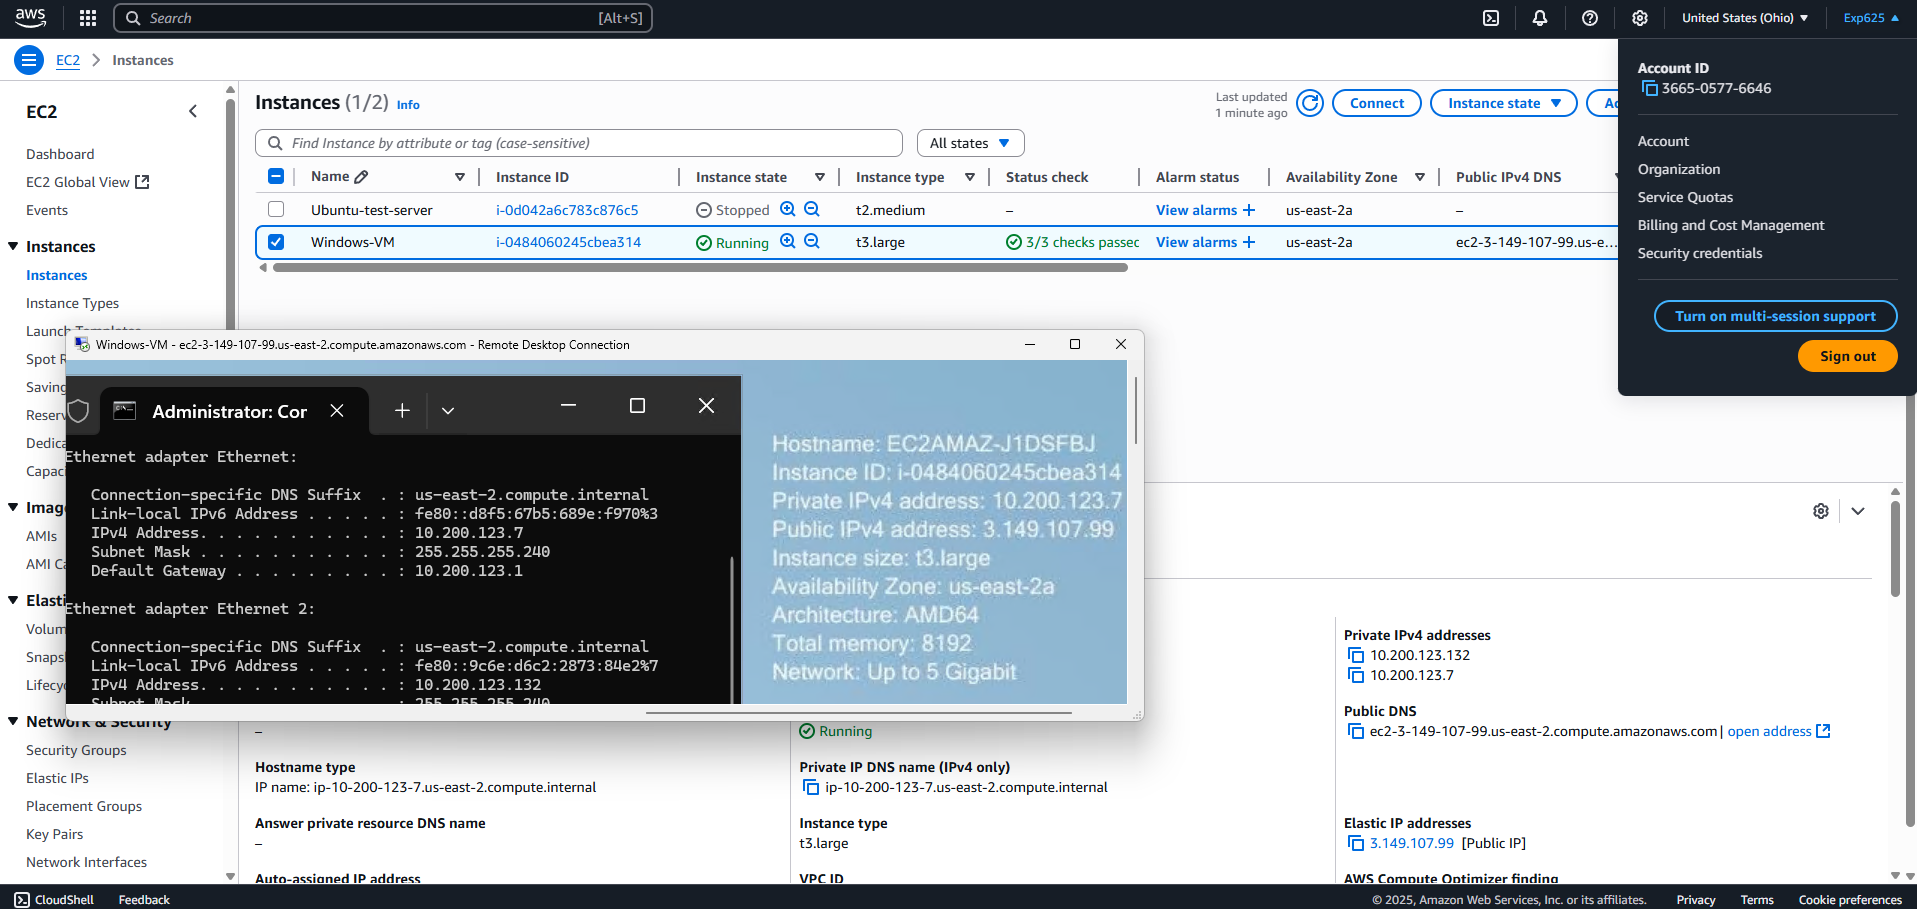 aws
Search [Alt+S]
United States (Ohio)
Exp625
EC2
Instances
Account ID
3665-0577-6646
Account
Organization
Service Quotas
Billing and Cost Management
Security credentials
Turn on multi-session support
Sign out
EC2
Dashboard
EC2 Global View
Events
Instances
Instances
Instance Types
Launch Templates
Spot R
Saving
Reserv
Dedica
Capaci
Imag
AMIs
AMI Ca
Elasti
Volum
Snaps
Lifecy
Network & Security
Security Groups
Elastic IPs
Placement Groups
Key Pairs
Network Interfaces
Instances (1/2) Info
Last updated
1 minute ago
Connect
Instance state
Ac
Find Instance by attribute or tag (case-sensitive)
All states
Name Instance ID Instance state Instance type Status check Alarm status Availability Zone Public IPv4 DNS
Ubuntu-test-server i-0d042a6c783c876c5 Stopped t2.medium – View alarms + us-east-2a –
Windows-VM i-0484060245cbea314 Running t3.large 3/3 checks passec View alarms + us-east-2a ec2-3-149-107-99.us-e...
Windows-VM - ec2-3-149-107-99.us-east-2.compute.amazonaws.com - Remote Desktop Connection
Administrator: Cor
Ethernet adapter Ethernet:
Connection-specific DNS Suffix . : us-east-2.compute.internal
Link-local IPv6 Address . . . . . : fe80::d8f5:67b5:689e:f970%3
IPv4 Address. . . . . . . . . . . : 10.200.123.7
Subnet Mask . . . . . . . . . . . : 255.255.255.240
Default Gateway . . . . . . . . . : 10.200.123.1
Ethernet adapter Ethernet 2:
Connection-specific DNS Suffix . : us-east-2.compute.internal
Link-local IPv6 Address . . . . . : fe80::9c6e:d6c2:2873:84e2%7
IPv4 Address. . . . . . . . . . . : 10.200.123.132
Subnet Mask . . . . . . . . . . . : 255.255.255.240
Hostname: EC2AMAZ-J1DSFBJ
Instance ID: i-0484060245cbea314
Private IPv4 address: 10.200.123.7
Public IPv4 address: 3.149.107.99
Instance size: t3.large
Availability Zone: us-east-2a
Architecture: AMD64
Total memory: 8192
Network: Up to 5 Gigabit
–
Hostname type
IP name: ip-10-200-123-7.us-east-2.compute.internal
Answer private resource DNS name
–
Auto-assigned IP address
Running
Private IP DNS name (IPv4 only)
ip-10-200-123-7.us-east-2.compute.internal
Instance type
t3.large
VPC ID
Private IPv4 addresses
10.200.123.132
10.200.123.7
Public DNS
ec2-3-149-107-99.us-east-2.compute.amazonaws.com | open address
Elastic IP addresses
3.149.107.99 [Public IP]
AWS Compute Optimizer finding
CloudShell Feedback
© 2025, Amazon Web Services, Inc. or its affiliates. Privacy Terms Cookie preferences